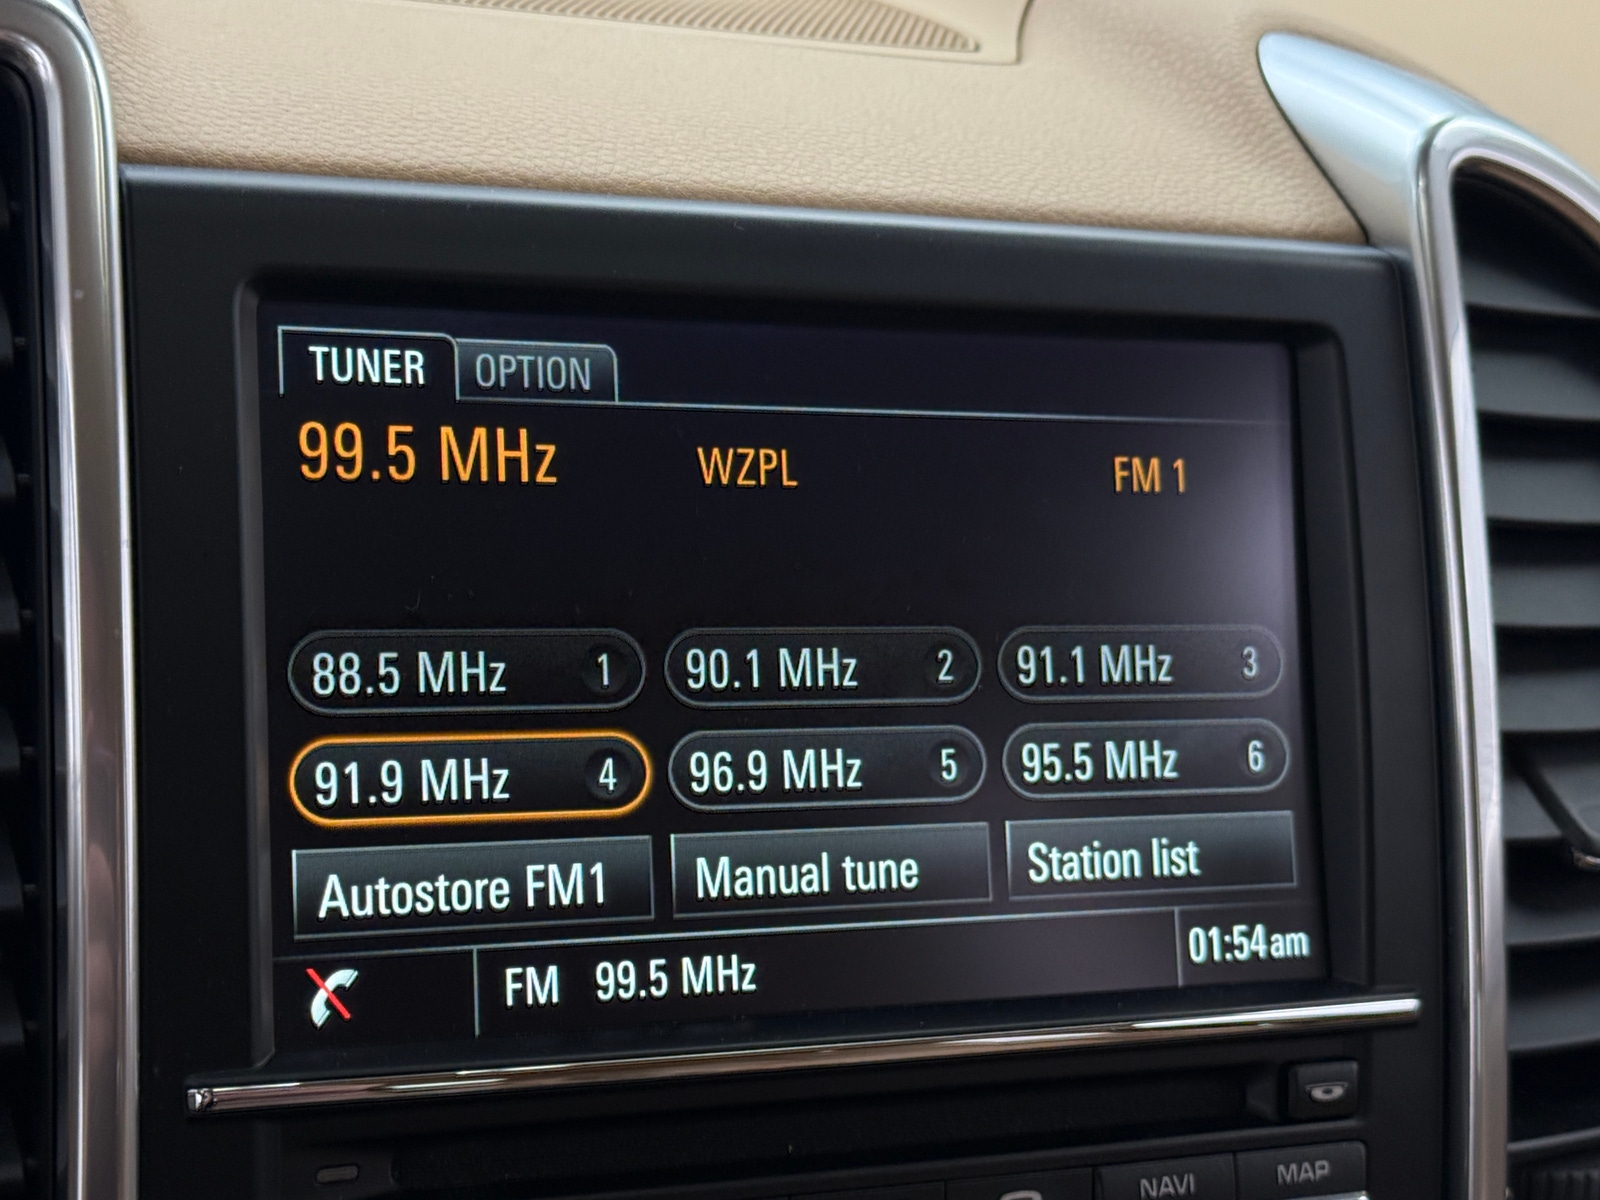 TUNER OPTION
99.5 MHz WZPL FM 1
88.5 MHz 1 90.1 MHz 2 91.1 MHz 3
91.9 MHz 4 96.9 MHz 5 95.5 MHz 6
Autostore FM1 Manual tune Station list
FM 99.5 MHz 01:54am
NAVI MAP